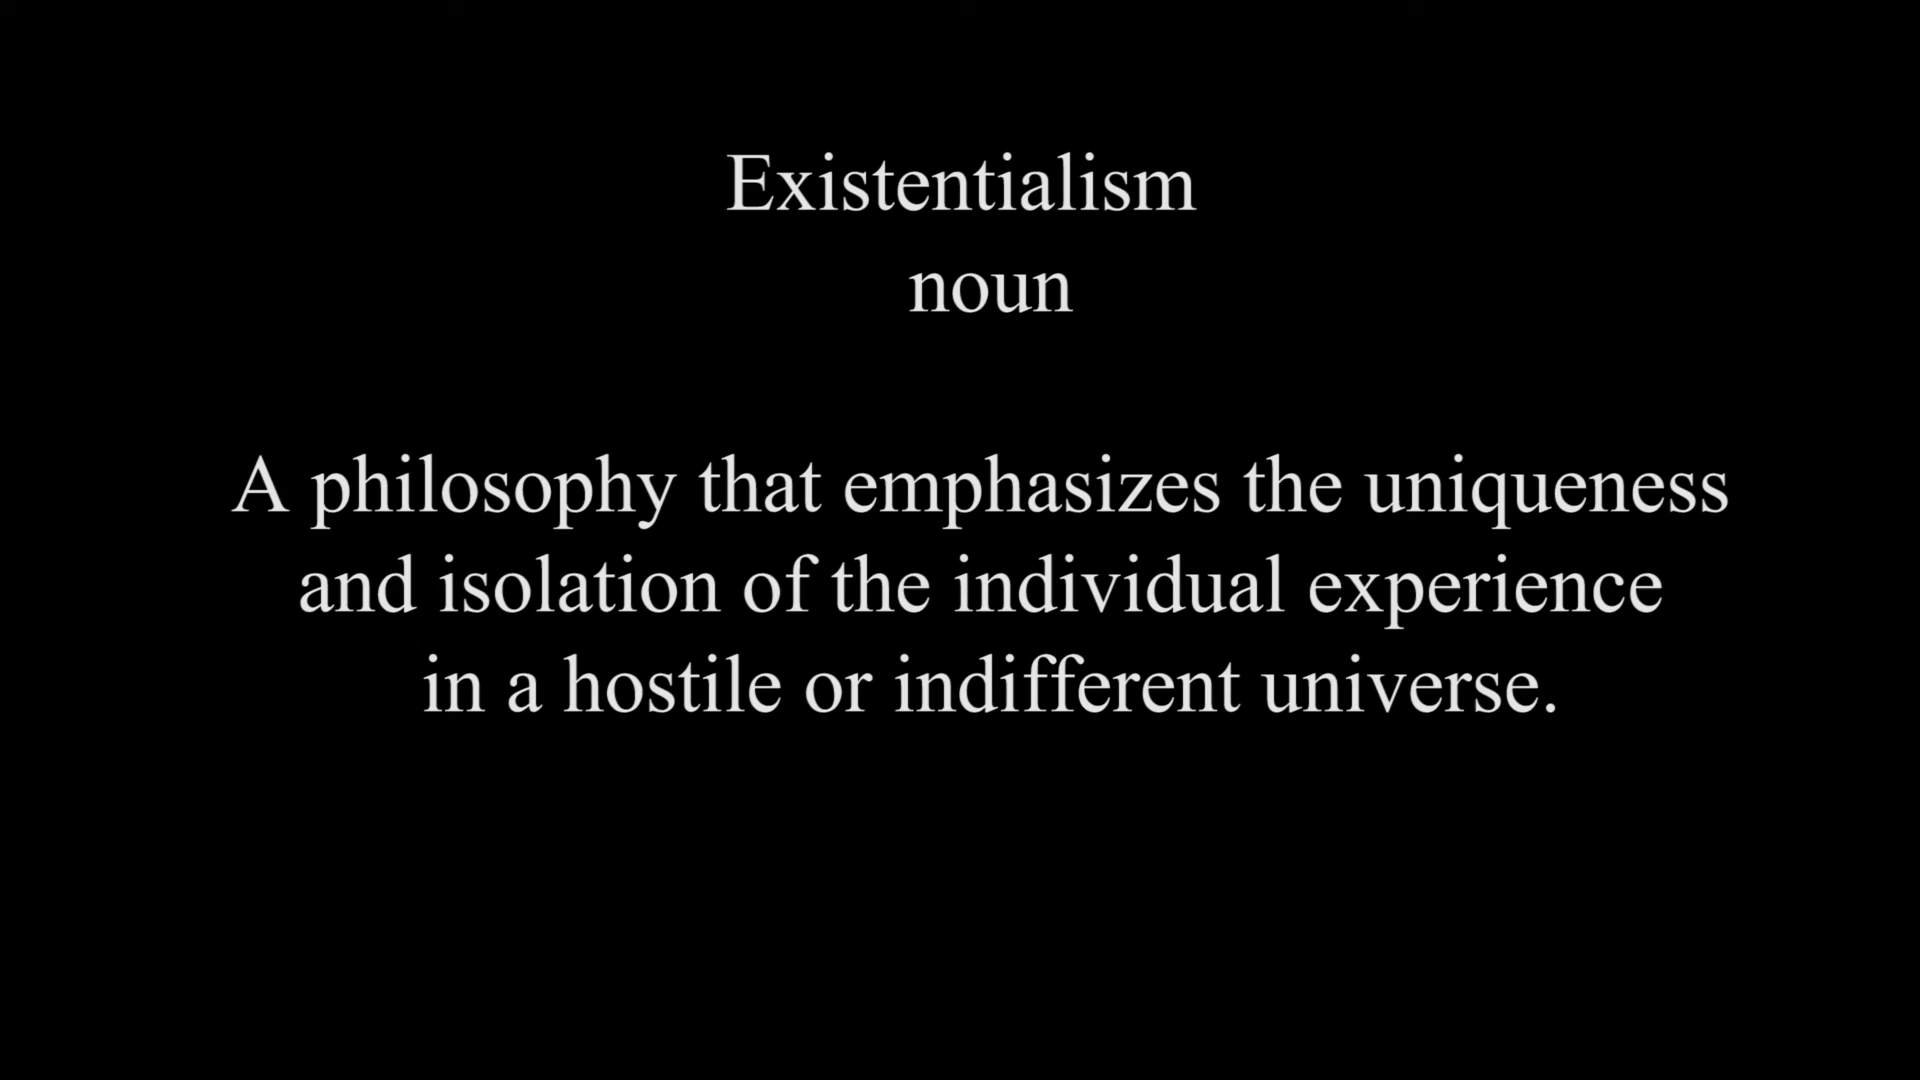 Existentialism
noun
A philosophy that emphasizes the uniqueness
and isolation of the individual experience
in a hostile or indifferent universe.